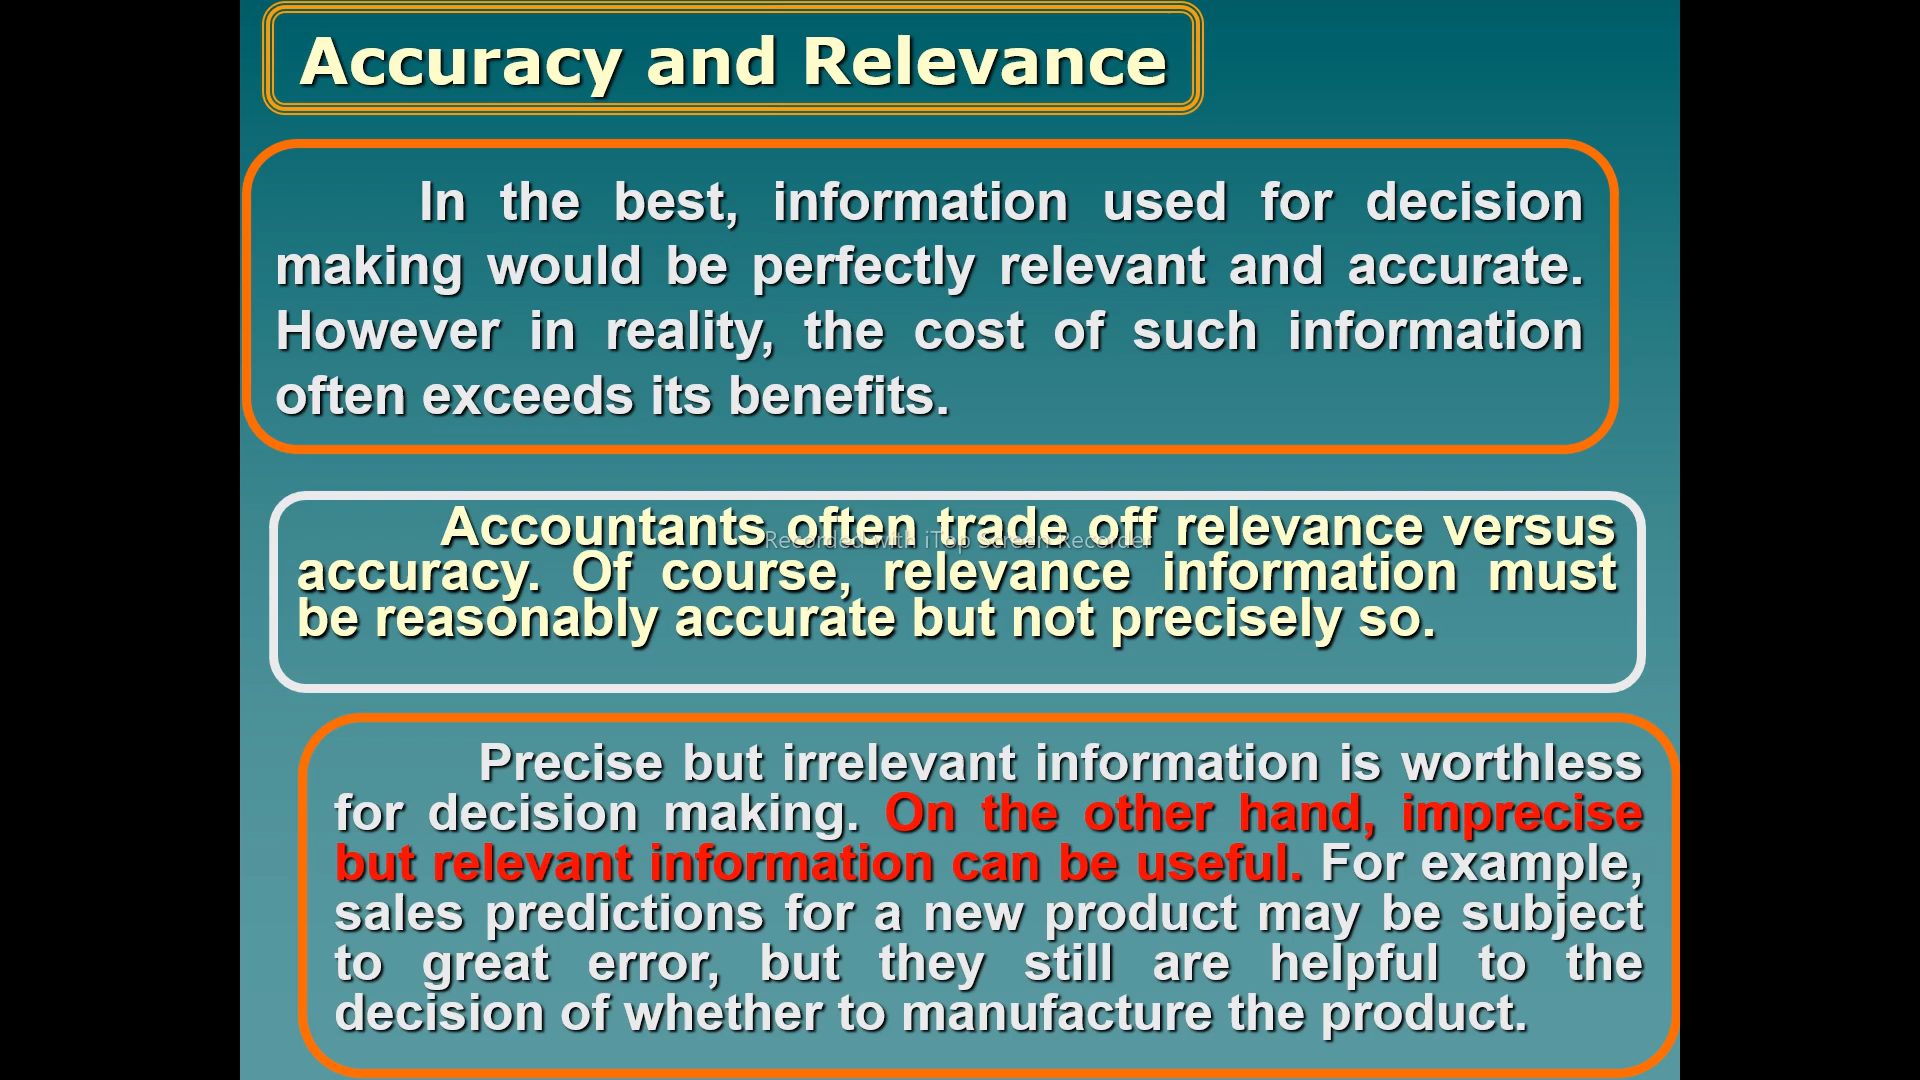 Accuracy and Relevance
In the best, information used for decision
making would be perfectly relevant and accurate.
However in reality, the cost of such information
often exceeds its benefits.
Accountants often trade off relevance versus
Recorded with iTop Screen Recorder
accuracy. Of course, relevance information must
be reasonably accurate but not precisely so.
Precise but irrelevant information is worthless
for decision making. On the other hand, imprecise
but relevant information can be useful. For example,
sales predictions for a new product may be subject
to great error, but they still are helpful to the
decision of whether to manufacture the product.